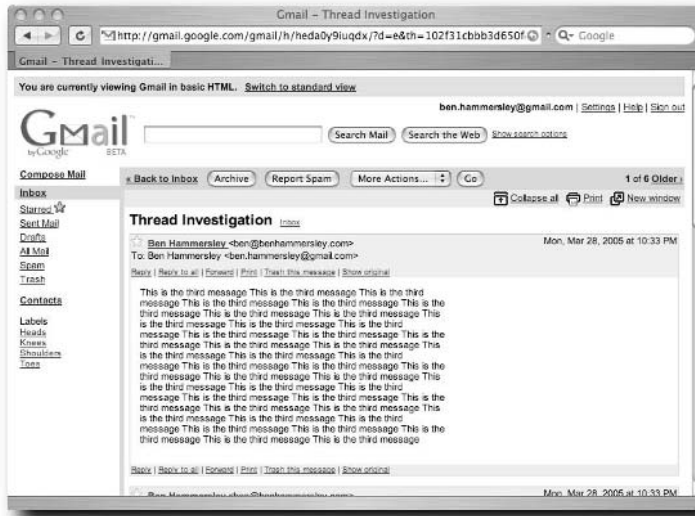 Gmail – Thread Investigation
http://gmail.google.com/gmail/h/heda0y9iuqdx/?d=e&th=102f31cbbb3d650f
Google
Gmail – Thread Investigati...
You are currently viewing Gmail in basic HTML. Switch to standard view
ben.hammersley@gmail.com | Settings | Help | Sign out
Gmail
by Google BETA
Search Mail Search the Web Show search options
Compose Mail
Inbox
Starred
Sent Mail
Drafts
All Mail
Spam
Trash
Contacts
Labels
Heads
Knees
Shoulders
Toes
« Back to Inbox Archive Report Spam More Actions... Go 1 of 6 Older ›
Collapse all Print New window
Thread Investigation Inbox
Ben Hammersley <ben@benhammersley.com> Mon, Mar 28, 2005 at 10:33 PM
To: Ben Hammersley <ben.hammersley@gmail.com>
Reply | Reply to all | Forward | Print | Trash this message | Show original
This is the third message This is the third message This is the third
message This is the third message This is the third message This is the
third message This is the third message This is the third message This
is the third message This is the third message This is the third
message This is the third message This is the third message This is the
third message This is the third message This is the third message This
is the third message This is the third message This is the third
message This is the third message This is the third message This is the
third message This is the third message This is the third message This
is the third message This is the third message This is the third
message This is the third message This is the third message This is the
third message This is the third message This is the third message This
is the third message This is the third message This is the third
message This is the third message This is the third message This is the
third message This is the third message This is the third message
Reply | Reply to all | Forward | Print | Trash this message | Show original
Ben Hammersley <ben@benhammersley.com> Mon, Mar 28, 2005 at 10:33 PM